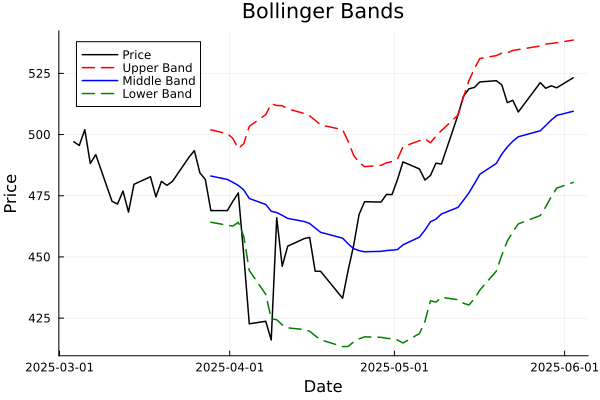 Bollinger Bands
Price
Upper Band
Middle Band
Lower Band
525
500
475
450
425
Price
2025-03-01 2025-04-01 2025-05-01 2025-06-01
Date